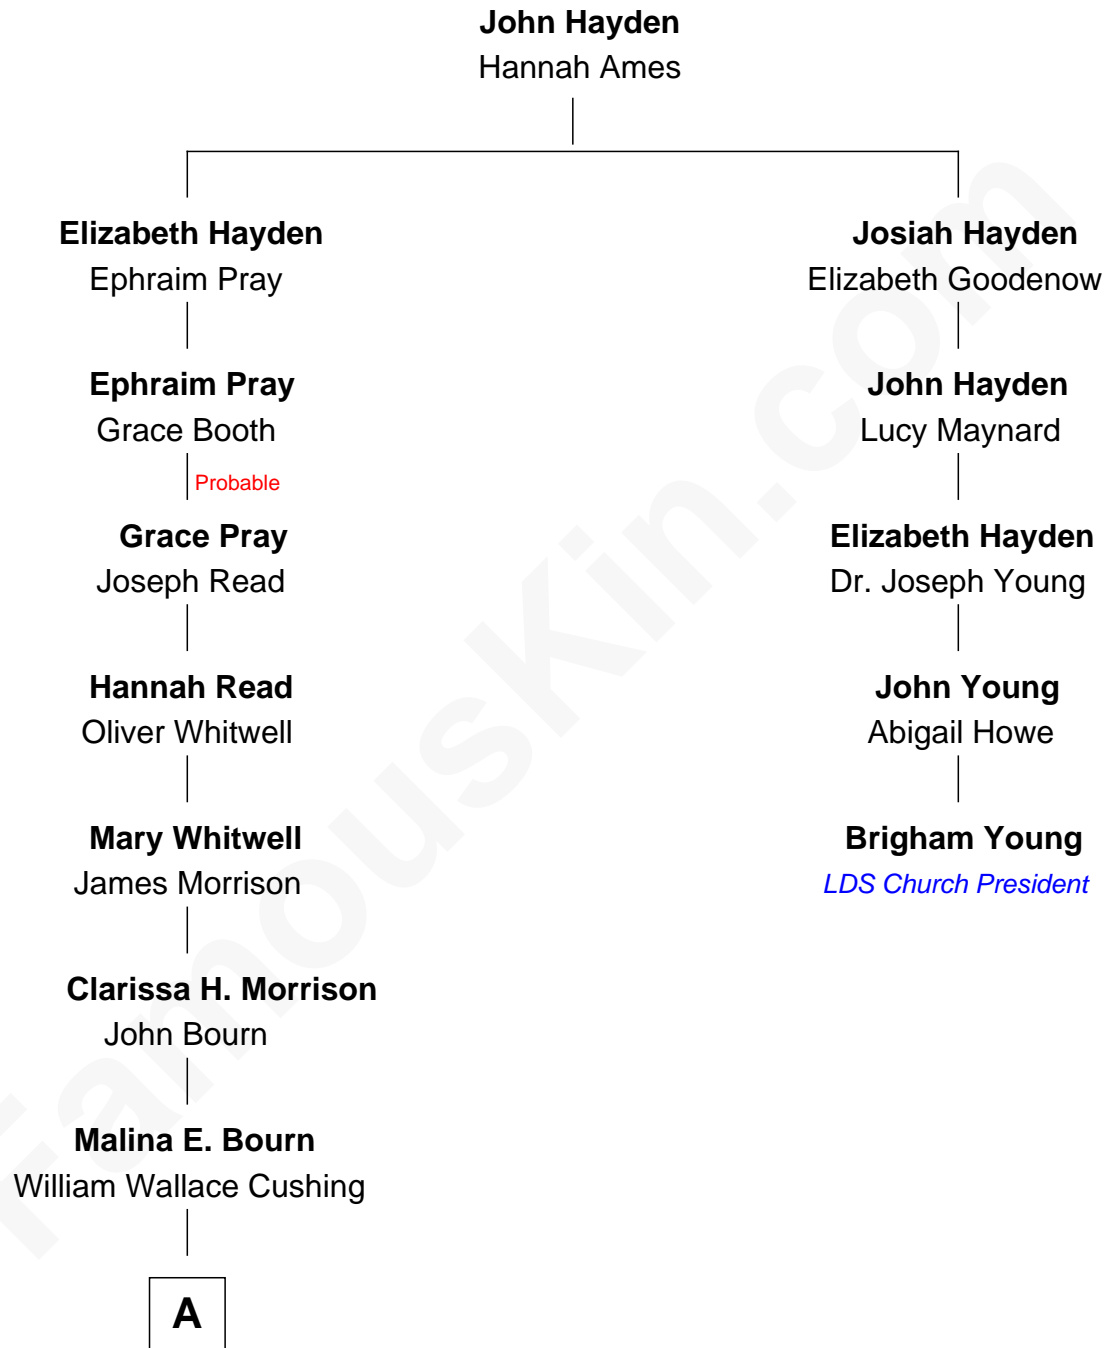 John Hayden
Hannah Ames
Elizabeth Hayden
Ephraim Pray
Josiah Hayden
Elizabeth Goodenow
Ephraim Pray
Grace Booth
John Hayden
Lucy Maynard
Probable
Grace Pray
Joseph Read
Elizabeth Hayden
Dr. Joseph Young
Hannah Read
Oliver Whitwell
John Young
Abigail Howe
Mary Whitwell
James Morrison
Brigham Young
LDS Church President
Clarissa H. Morrison
John Bourn
Malina E. Bourn
William Wallace Cushing
A
FamousKin.com